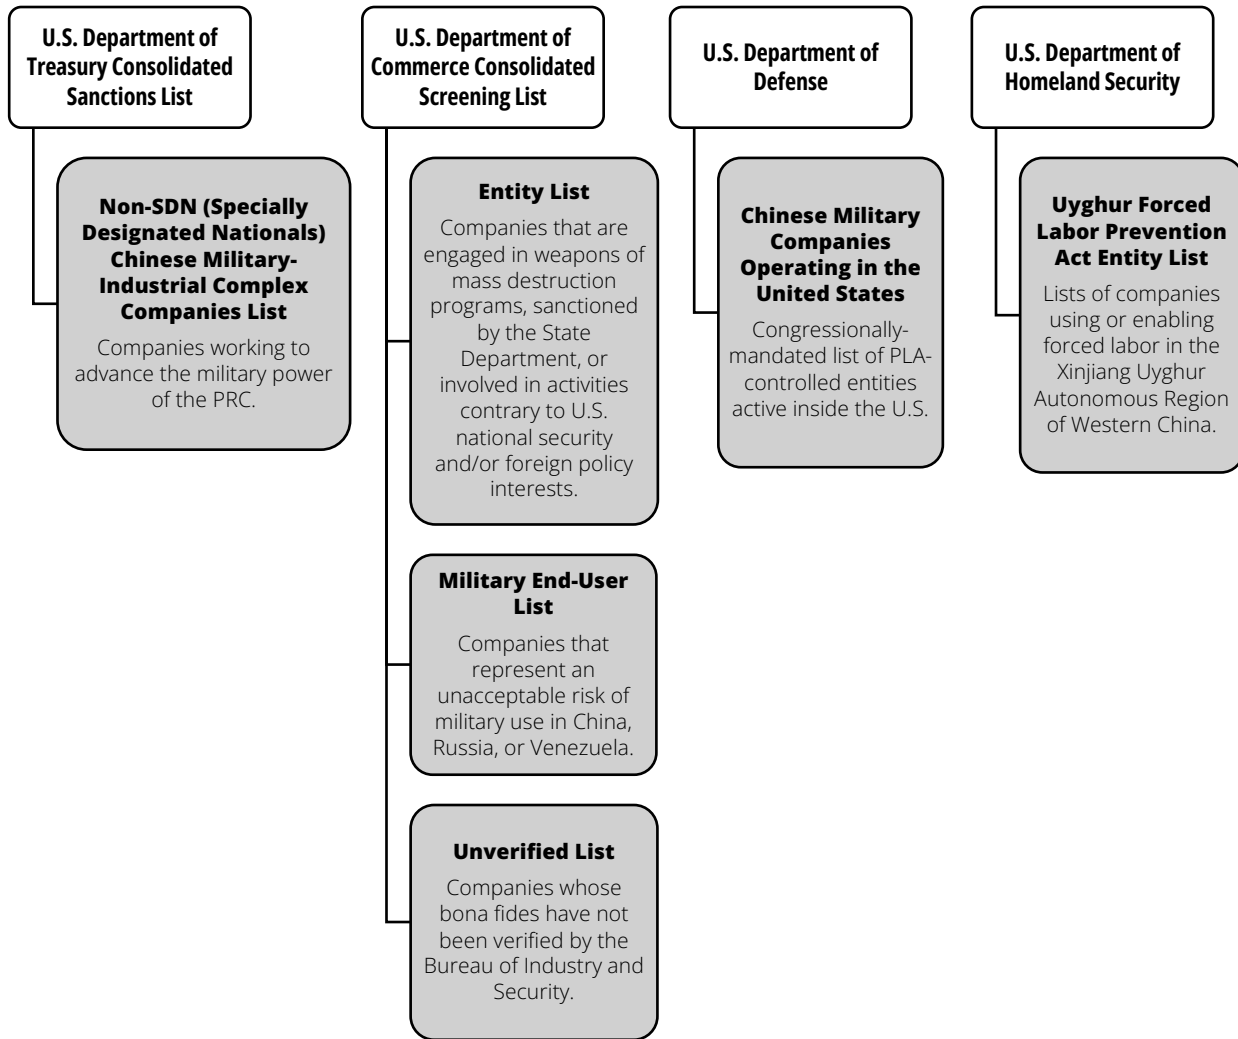 U.S. Department of
Treasury Consolidated
Sanctions List
Non-SDN (Specially
Designated Nationals)
Chinese Military-
Industrial Complex
Companies List
Companies working to
advance the military power
of the PRC.
U.S. Department of
Commerce Consolidated
Screening List
Entity List
Companies that are
engaged in weapons of
mass destruction
programs, sanctioned
by the State
Department, or
involved in activities
contrary to U.S.
national security
and/or foreign policy
interests.
Military End-User
List
Companies that
represent an
unacceptable risk of
military use in China,
Russia, or Venezuela.
Unverified List
Companies whose
bona fides have not
been verified by the
Bureau of Industry and
Security.
U.S. Department of
Defense
Chinese Military
Companies
Operating in the
United States
Congressionally-
mandated list of PLA-
controlled entities
active inside the U.S.
U.S. Department of
Homeland Security
Uyghur Forced
Labor Prevention
Act Entity List
Lists of companies
using or enabling
forced labor in the
Xinjiang Uyghur
Autonomous Region
of Western China.